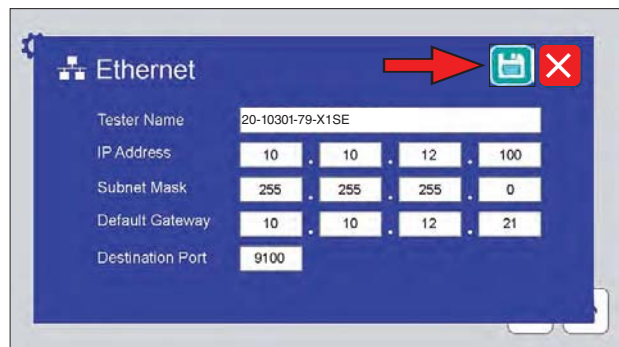 Ethernet
Tester Name 20-10301-79-X1SE
IP Address 10 . 10 . 12 . 100
Subnet Mask 255 . 255 . 255 . 0
Default Gateway 10 . 10 . 12 . 21
Destination Port 9100